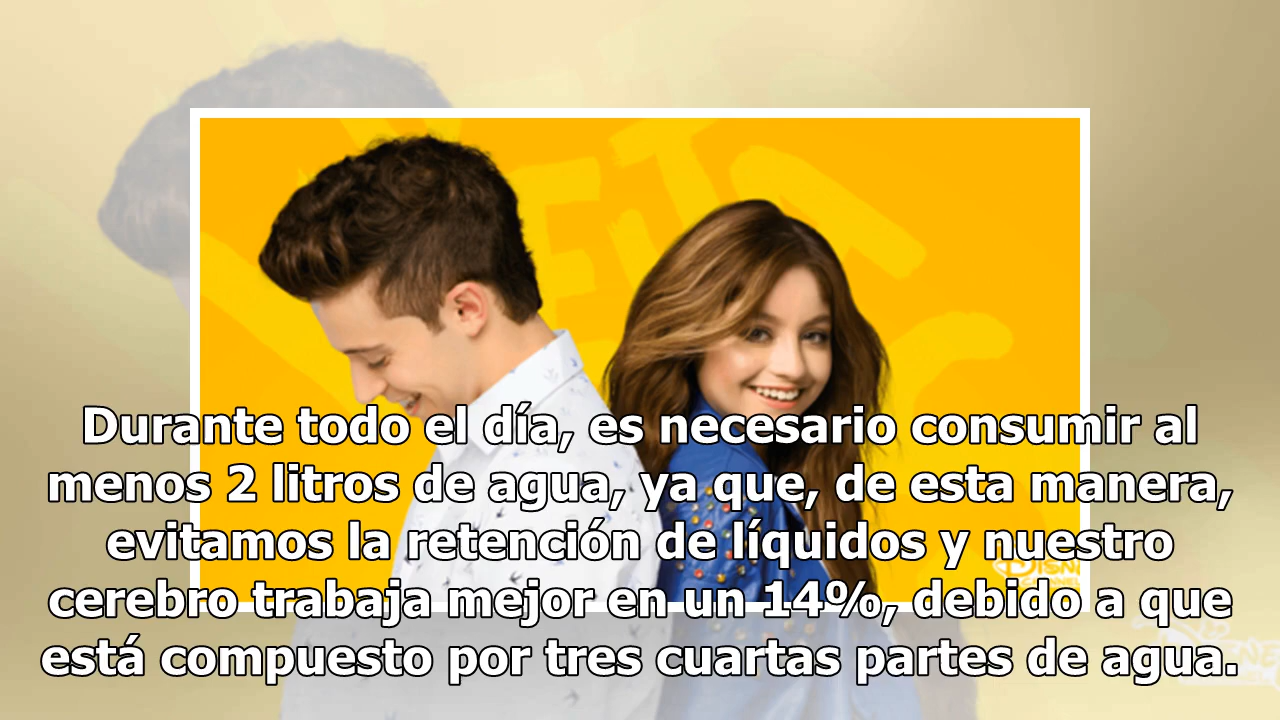 Durante todo el día, es necesario consumir al
menos 2 litros de agua, ya que, de esta manera,
evitamos la retención de líquidos y nuestro
DISNE
CHANNEL
cerebro trabaja mejor en un 14%, debido a que
está compuesto por tres cuartas partes de agua.